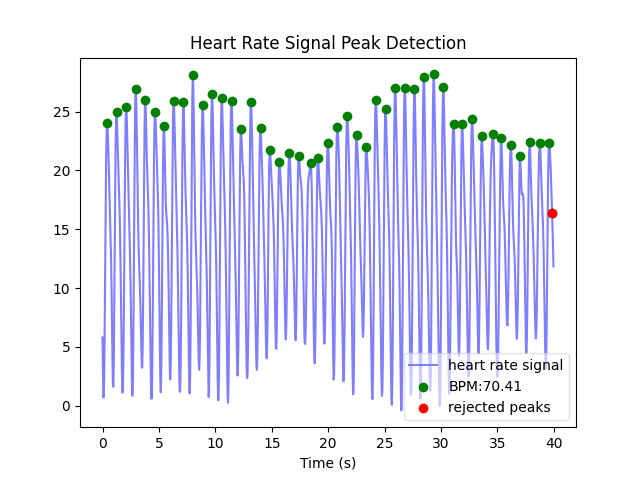 Heart Rate Signal Peak Detection
25
20
15
10
5
0
heart rate signal
BPM:70.41
rejected peaks
0 5 10 15 20 25 30 35 40
Time (s)